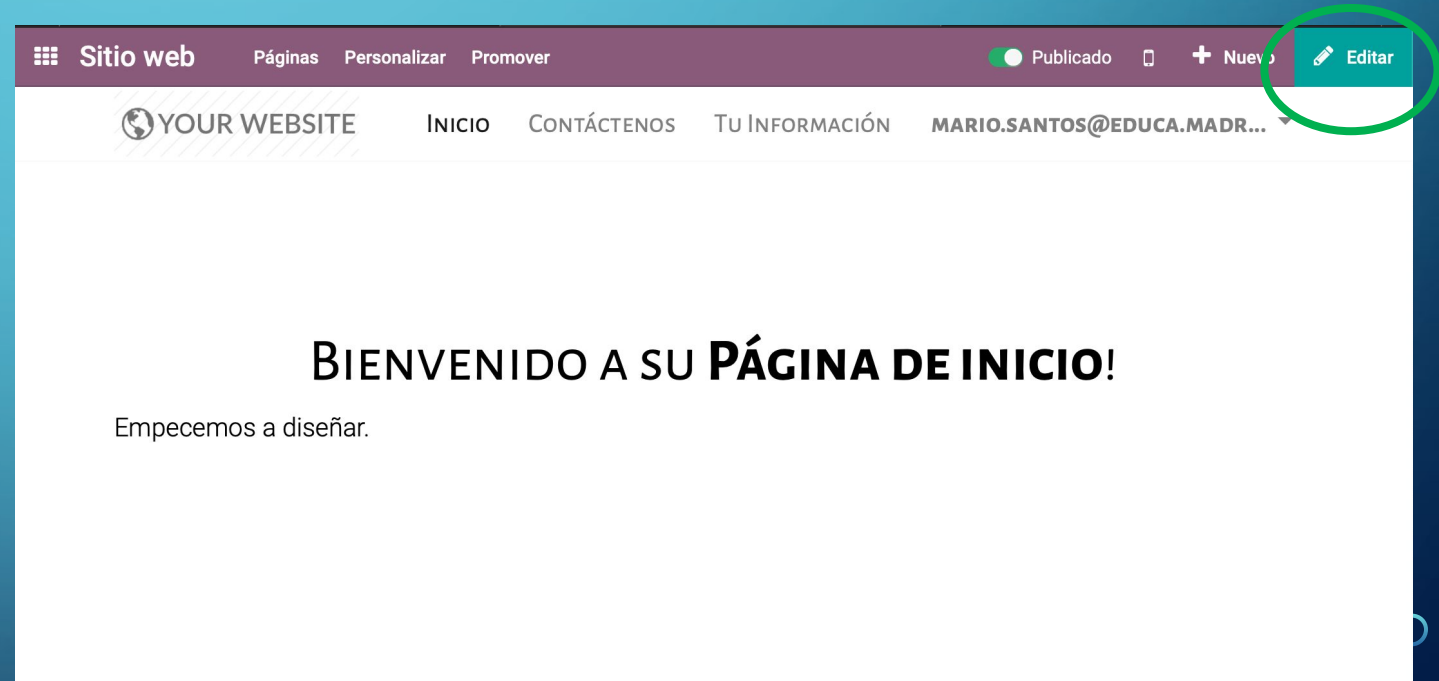 Sitio web Páginas Personalizar Promover Publicado + Nuevo Editar
YOUR WEBSITE INICIO CONTÁCTENOS TU INFORMACIÓN MARIO.SANTOS@EDUCA.MADR...
BIENVENIDO A SU PÁGINA DE INICIO!
Empecemos a diseñar.